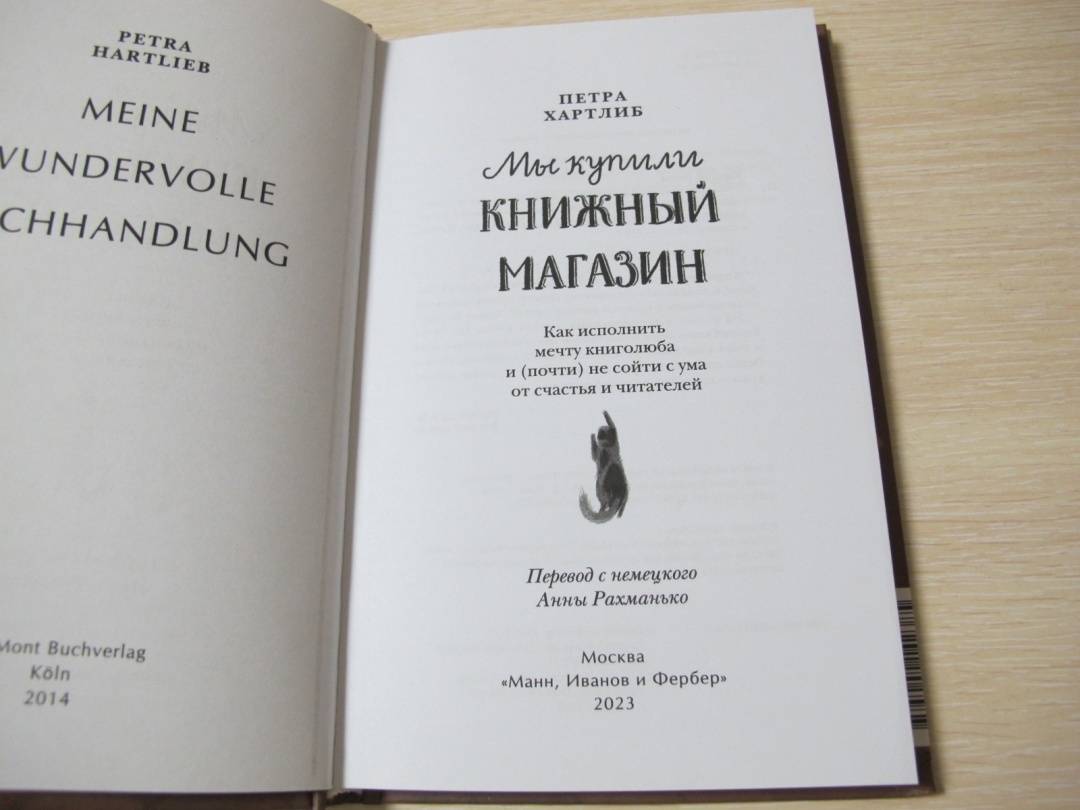 PETRA
HARTLIEB
MEINE
WUNDERVOLLE
CHHANDLUNG
Mont Buchverlag
Köln
2014
ПЕТРА
ХАРТЛИБ
Мы купили
КНИЖНЫЙ
МАГАЗИН
Как исполнить
мечту книголюба
и (почти) не сойти с ума
от счастья и читателей
Перевод с немецкого
Анны Рахманько
Москва
«Манн, Иванов и Фербер»
2023